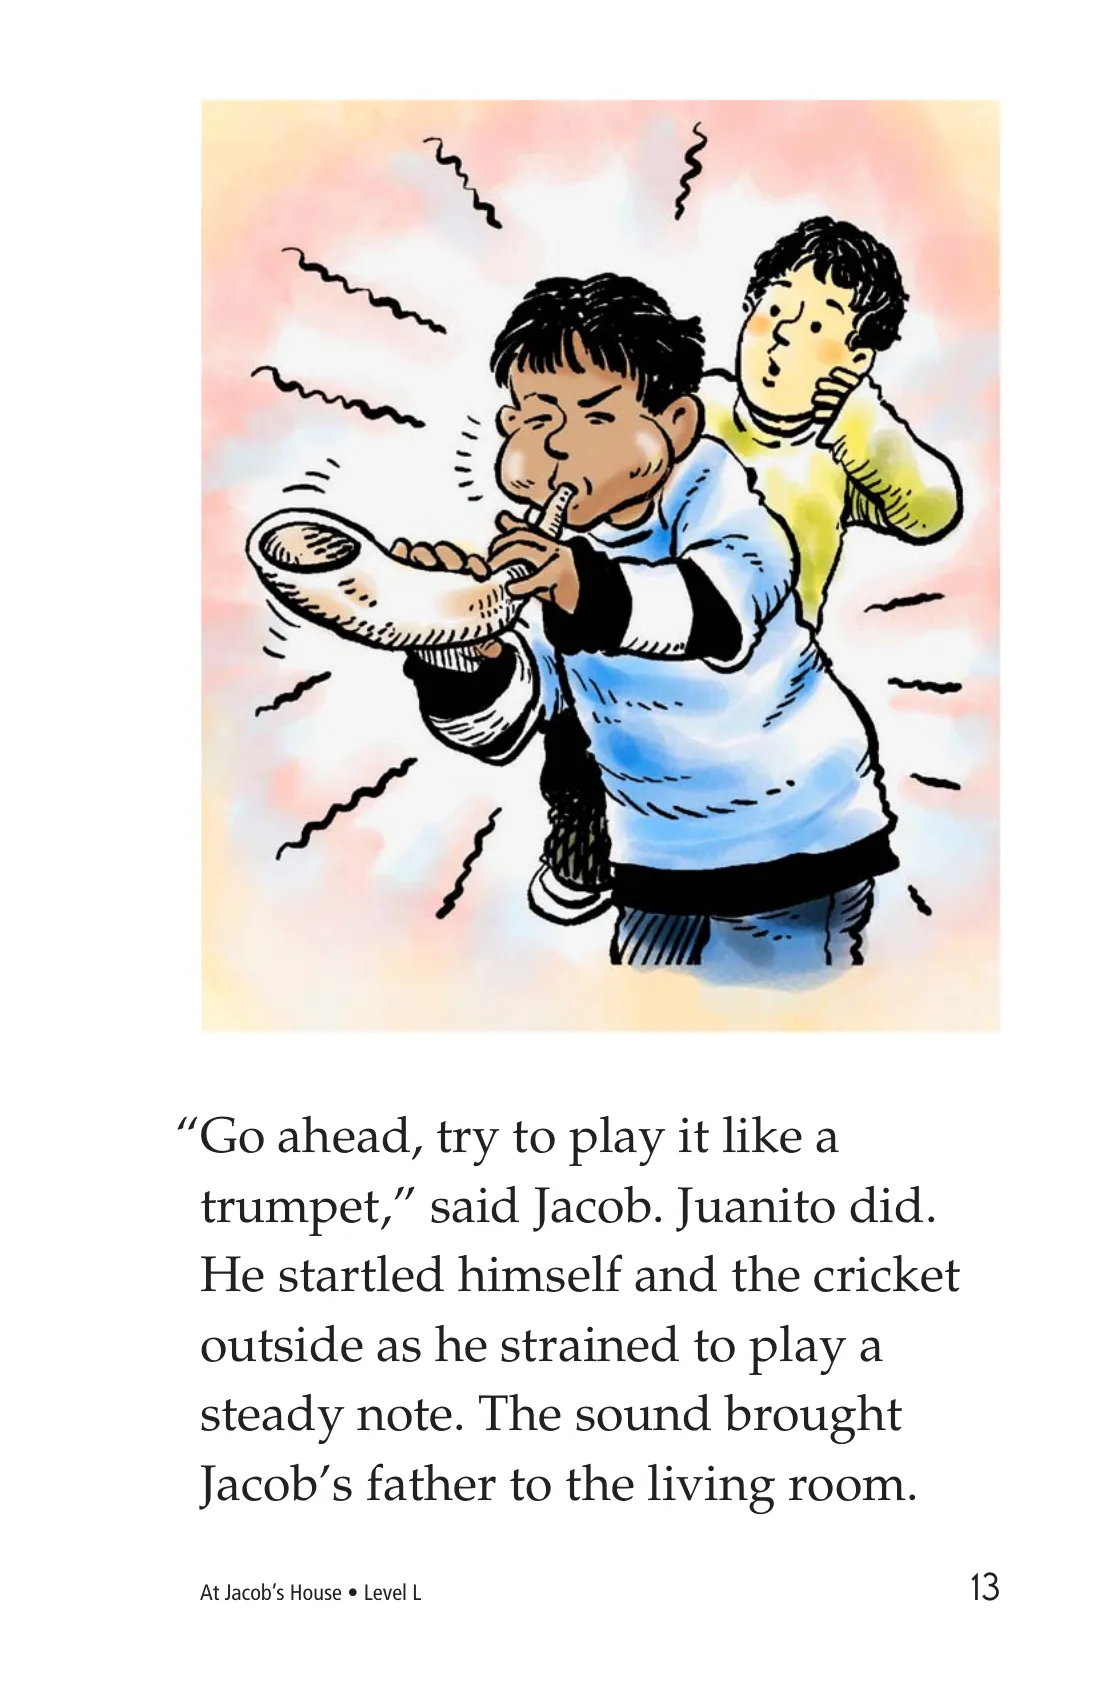 “Go ahead, try to play it like a
trumpet,” said Jacob. Juanito did.
He startled himself and the cricket
outside as he strained to play a
steady note. The sound brought
Jacob’s father to the living room.
At Jacob’s House • Level L
13